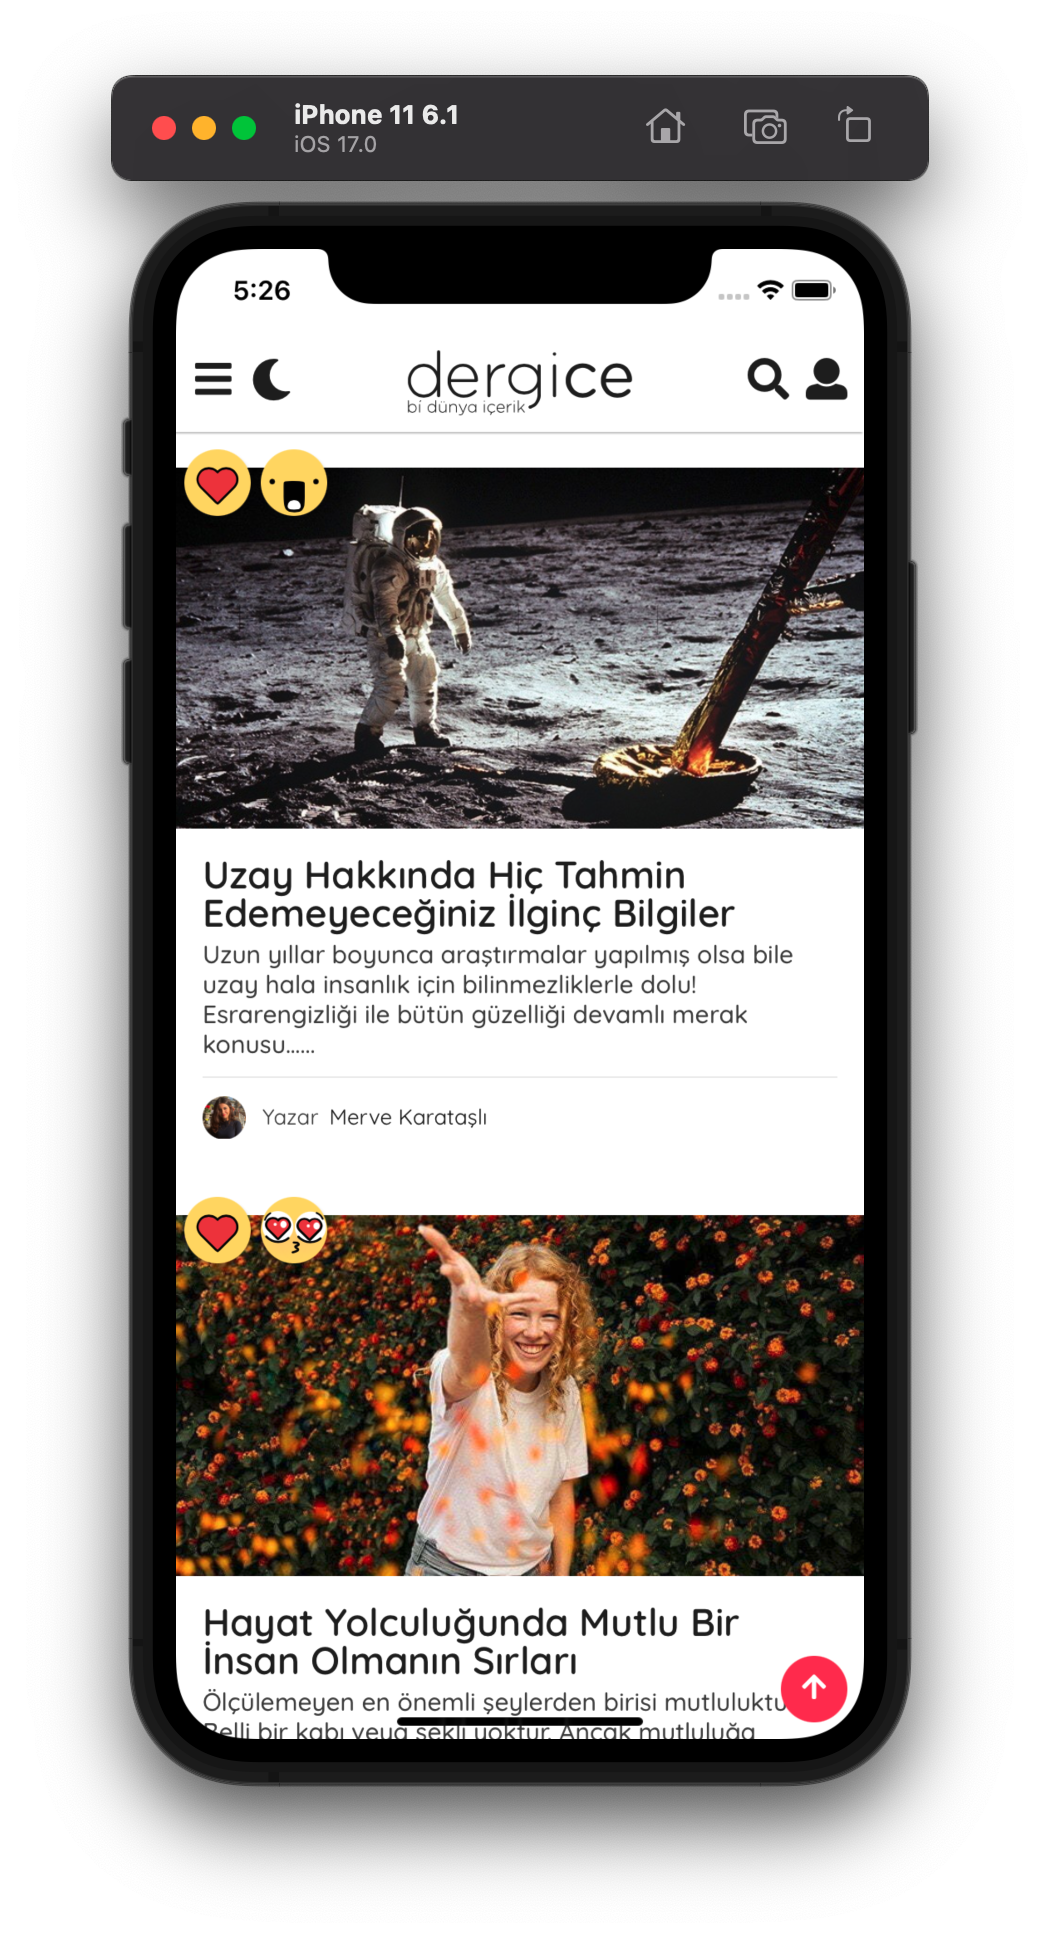 iPhone 11 6.1
iOS 17.0
5:26
dergice
bi dünya içerik
Uzay Hakkında Hiç Tahmin
Edemeyeceğiniz İlginç Bilgiler
Uzun yıllar boyunca araştırmalar yapılmış olsa bile
uzay hala insanlık için bilinmezliklerle dolu!
Esrarengizliği ile bütün güzelliği devamlı merak
konusu......
Yazar Merve Karataşlı
Hayat Yolculuğunda Mutlu Bir
İnsan Olmanın Sırları
Ölçülemeyen en önemli şeylerden birisi mutluluktu
Belli bir kabı veya şekli yoktur. Ancak mutluluğa